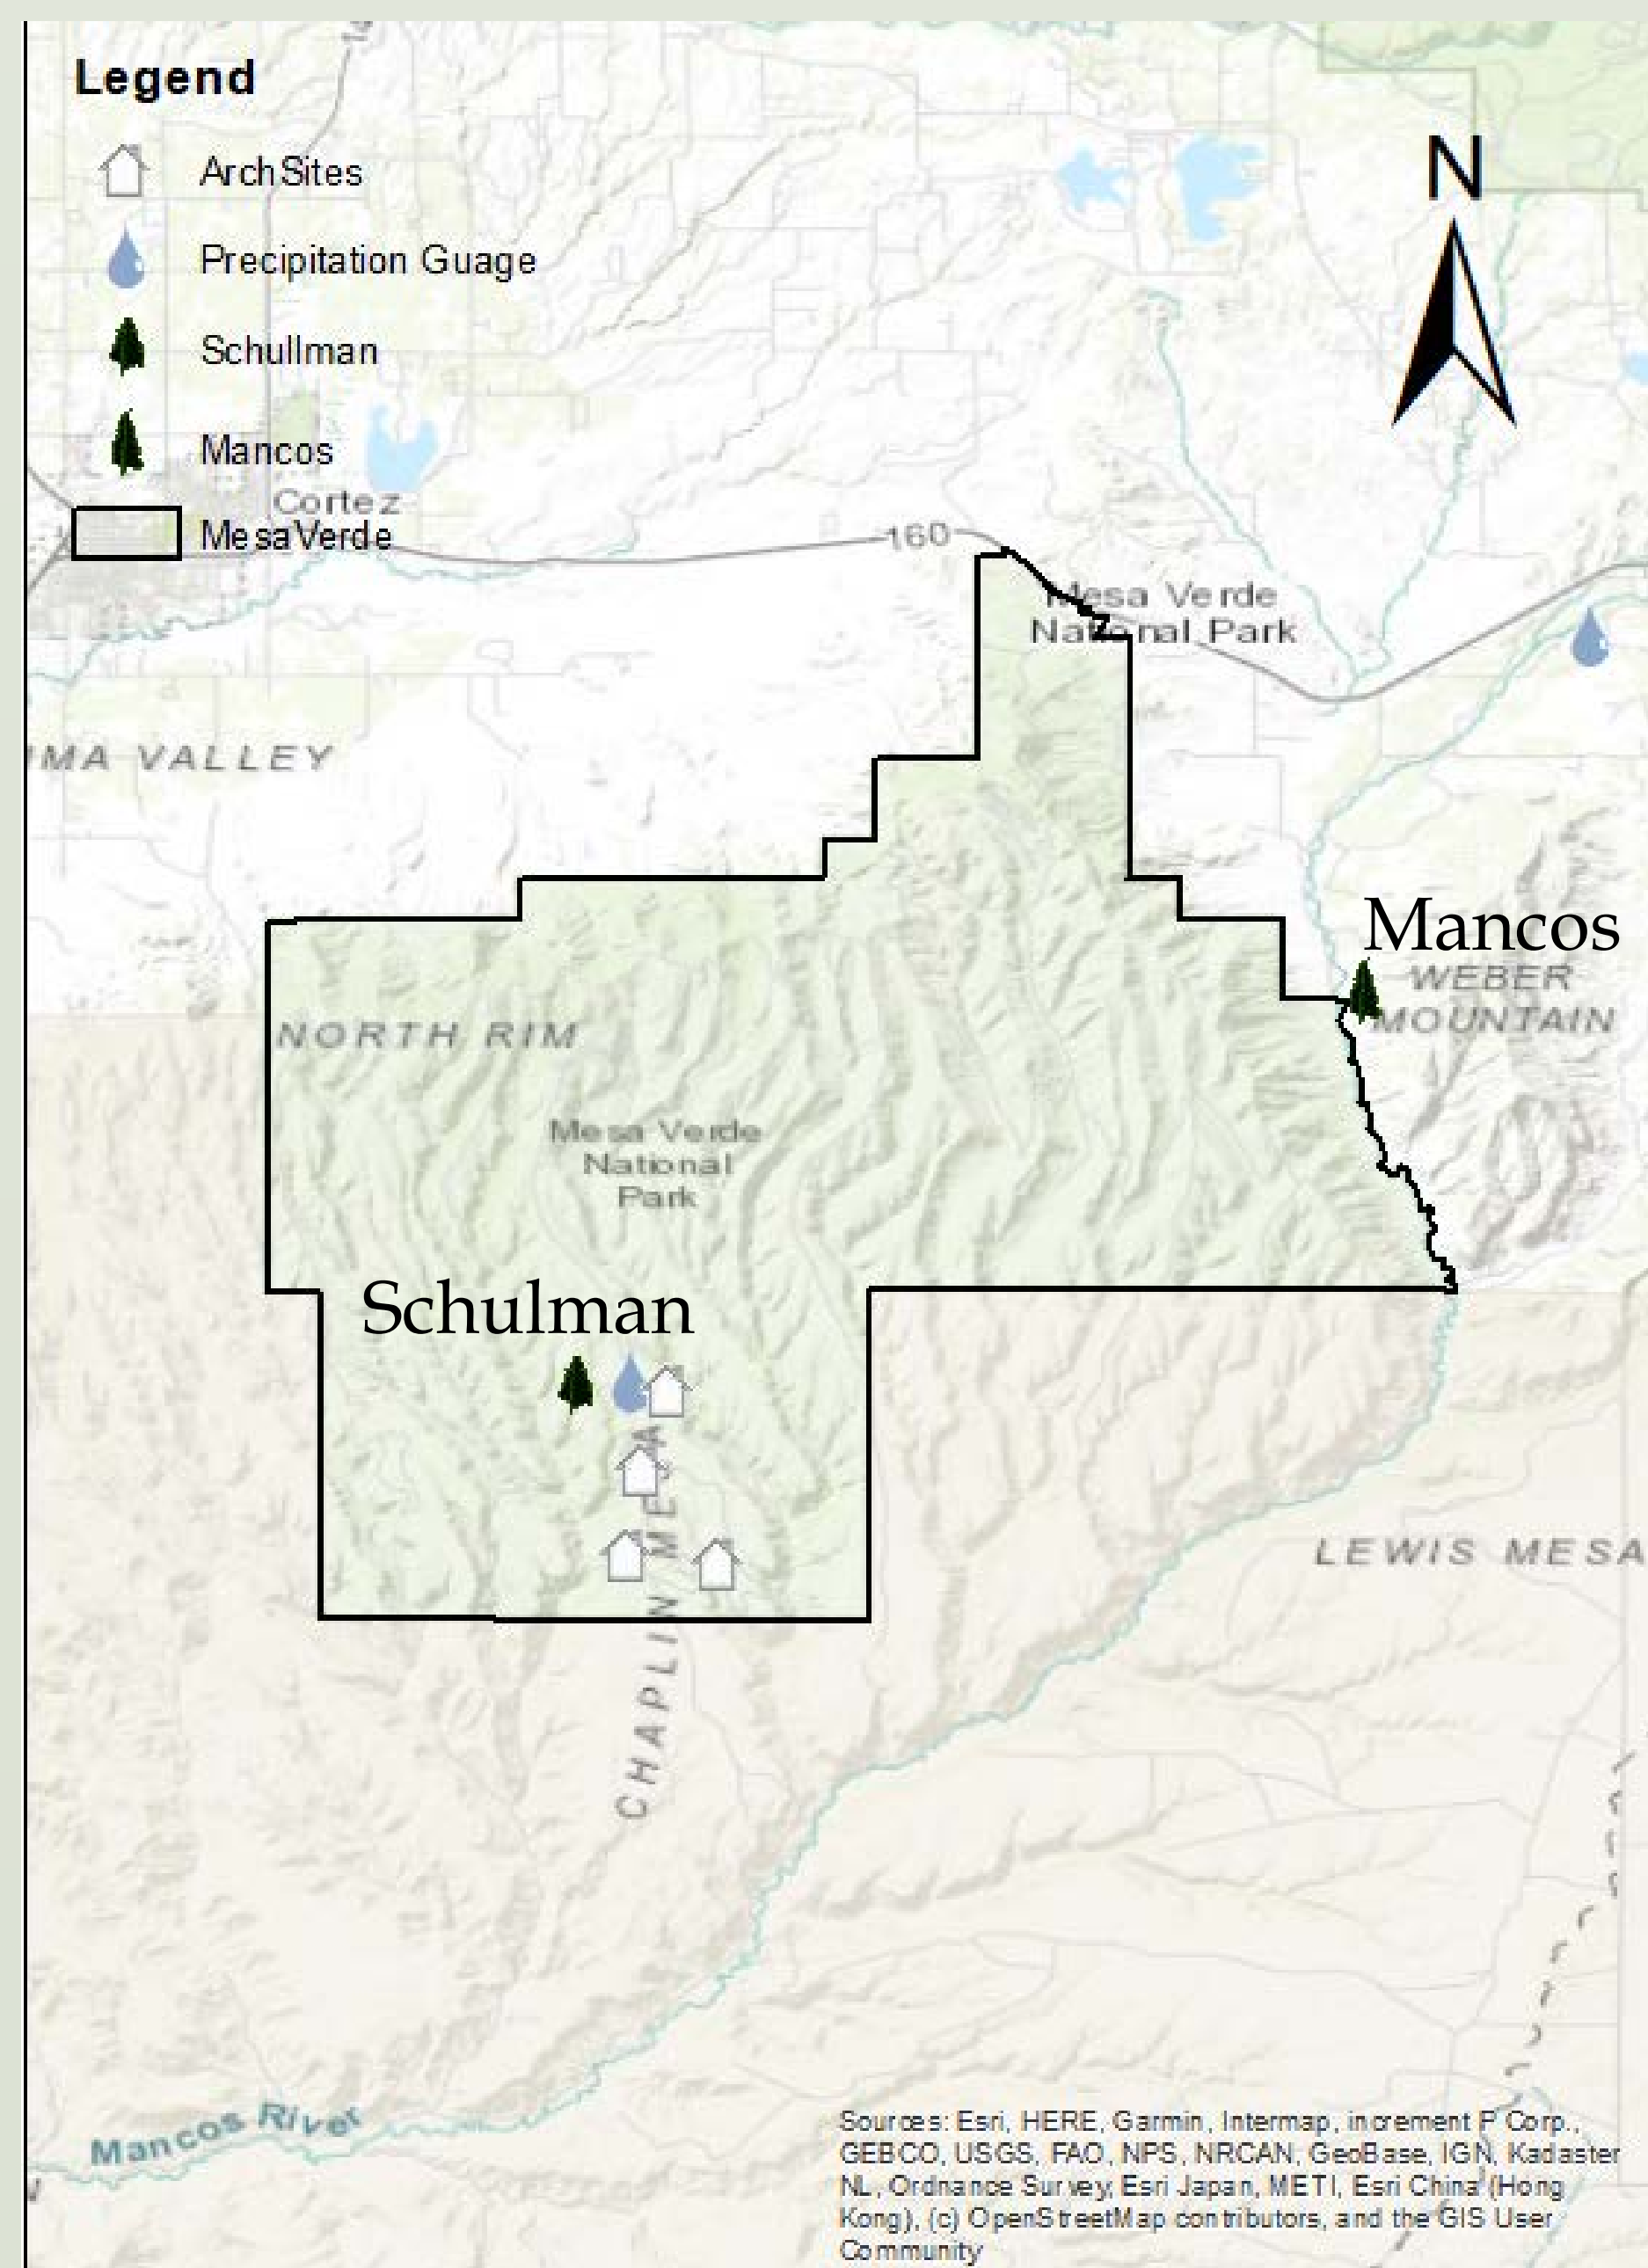 Legend
ArchSites
Precipitation Guage
Schullman
Mancos
Cortez
MesaVerde
N
160
Mesa Verde
National Park
IMA VALLEY
Mancos
WEBER
MOUNTAIN
NORTH RIM
Mesa Verde
National
Park
Schulman
CHAPLIN MESA
LEWIS MESA
Mancos River
Sources: Esri, HERE, Garmin, Intermap, increment P Corp.,
GEBCO, USGS, FAO, NPS, NRCAN, GeoBase, IGN, Kadaster
NL, Ordnance Survey, Esri Japan, METI, Esri China (Hong
Kong), (c) OpenStreetMap contributors, and the GIS User
Community